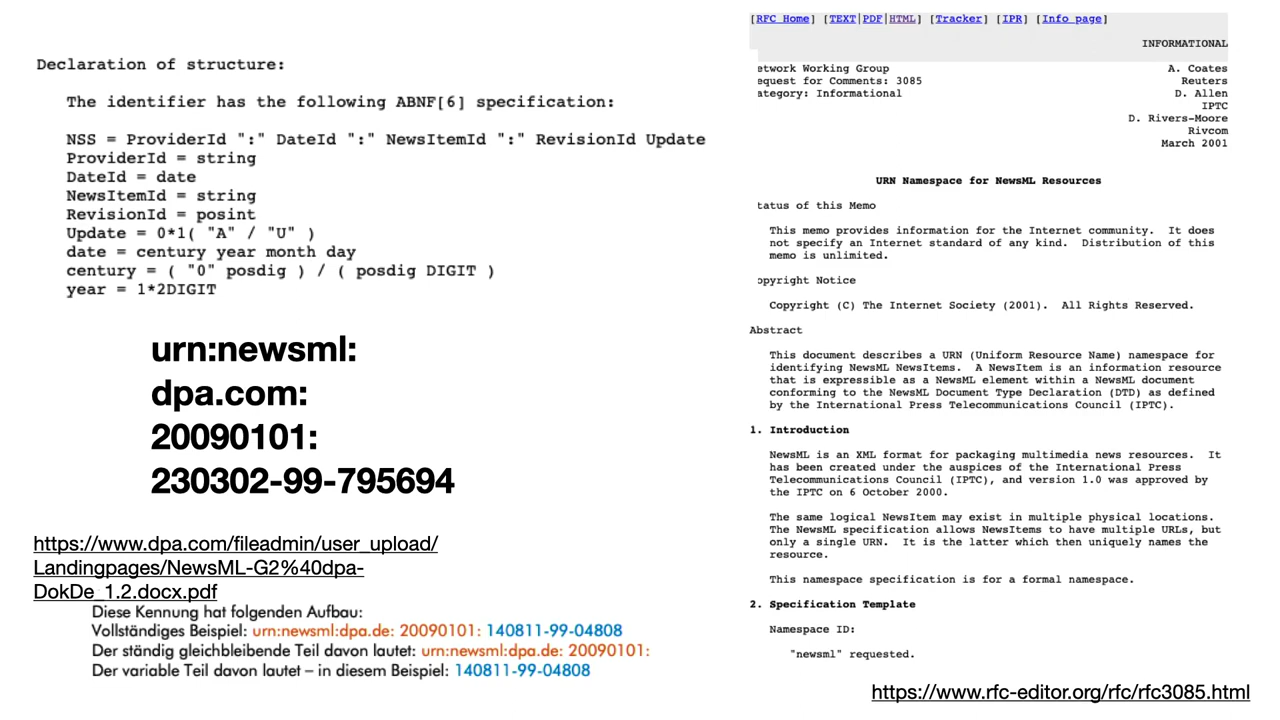 Declaration of structure:
The identifier has the following ABNF[6] specification:
NSS = ProviderId ":" DateId ":" NewsItemId ":" RevisionId Update
ProviderId = string
DateId = date
NewsItemId = string
RevisionId = posint
Update = 0*1( "A" / "U" )
date = century year month day
century = ( "0" posdig ) / ( posdig DIGIT )
year = 1*2DIGIT
urn:newsml:
dpa.com:
20090101:
230302-99-795694
https://www.dpa.com/fileadmin/user_upload/
Landingpages/NewsML-G2%40dpa-
DokDe_1.2.docx.pdf
Diese Kennung hat folgenden Aufbau:
Vollständiges Beispiel: urn:newsml:dpa.de: 20090101: 140811-99-04808
Der ständig gleichbleibende Teil davon lautet: urn:newsml:dpa.de: 20090101:
Der variable Teil davon lautet – in diesem Beispiel: 140811-99-04808
[RFC Home] [TEXT|PDF|HTML] [Tracker] [IPR] [Info page]
INFORMATIONAL
etwork Working Group A. Coates
equest for Comments: 3085 Reuters
ategory: Informational D. Allen
IPTC
D. Rivers-Moore
Rivcom
March 2001
URN Namespace for NewsML Resources
tatus of this Memo
This memo provides information for the Internet community. It does
not specify an Internet standard of any kind. Distribution of this
memo is unlimited.
opyright Notice
Copyright (C) The Internet Society (2001). All Rights Reserved.
Abstract
This document describes a URN (Uniform Resource Name) namespace for
identifying NewsML NewsItems. A NewsItem is an information resource
that is expressible as a NewsML element within a NewsML document
conforming to the NewsML Document Type Declaration (DTD) as defined
by the International Press Telecommunications Council (IPTC).
1. Introduction
NewsML is an XML format for packaging multimedia news resources. It
has been created under the auspices of the International Press
Telecommunications Council (IPTC), and version 1.0 was approved by
the IPTC on 6 October 2000.
The same logical NewsItem may exist in multiple physical locations.
The NewsML specification allows NewsItems to have multiple URLs, but
only a single URN. It is the latter which then uniquely names the
resource.
This namespace specification is for a formal namespace.
2. Specification Template
Namespace ID:
"newsml" requested.
https://www.rfc-editor.org/rfc/rfc3085.html